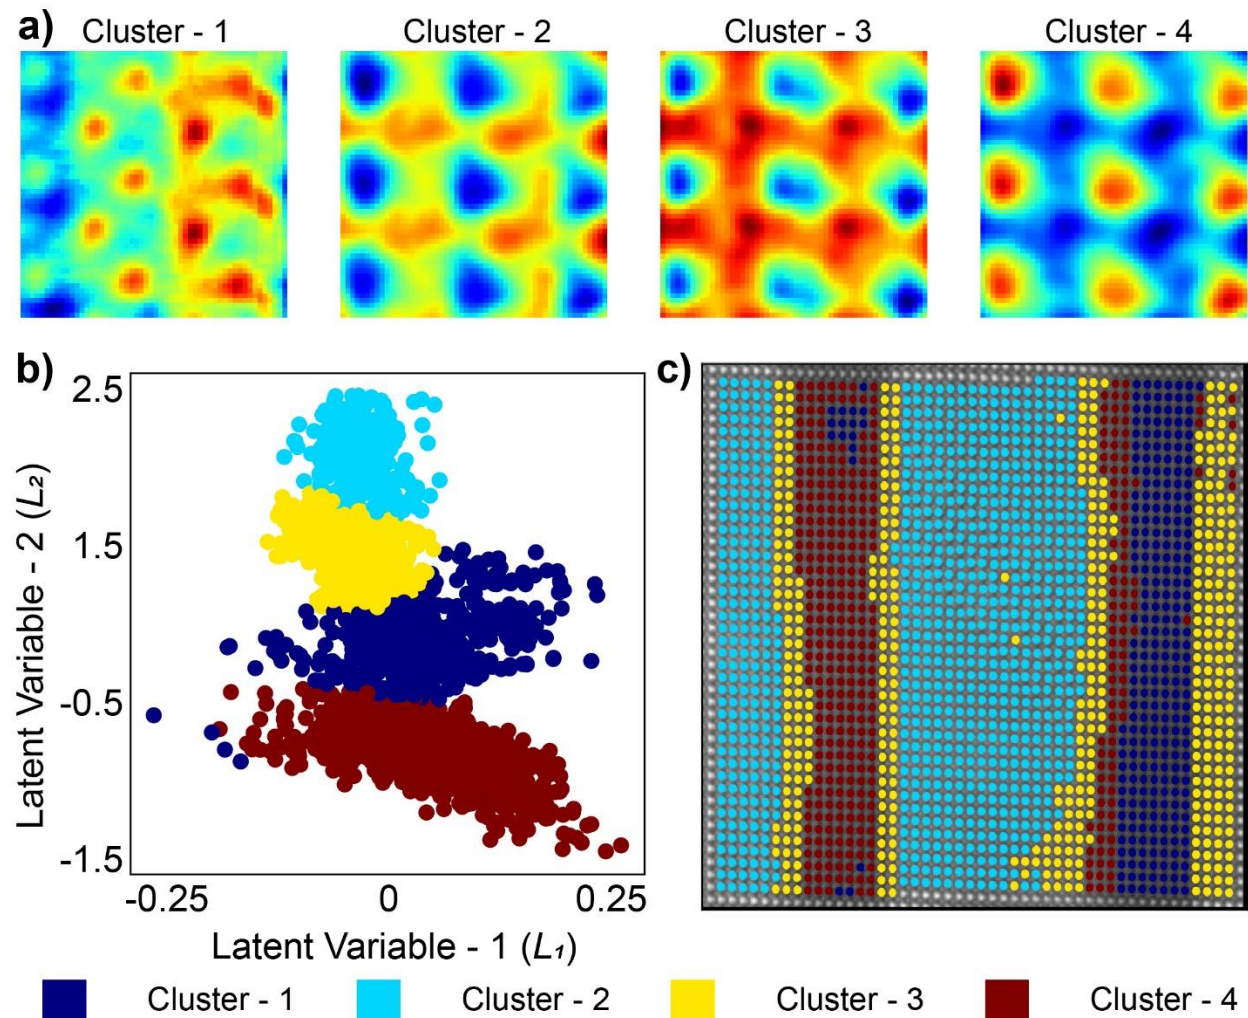 a)
Cluster - 1
Cluster - 2
Cluster - 3
Cluster - 4
b)
2.5
1.5
-0.5
-1.5
Latent Variable - 2 (L₂)
-0.25
0
0.25
Latent Variable - 1 (L₁)
c)
Cluster - 1
Cluster - 2
Cluster - 3
Cluster - 4